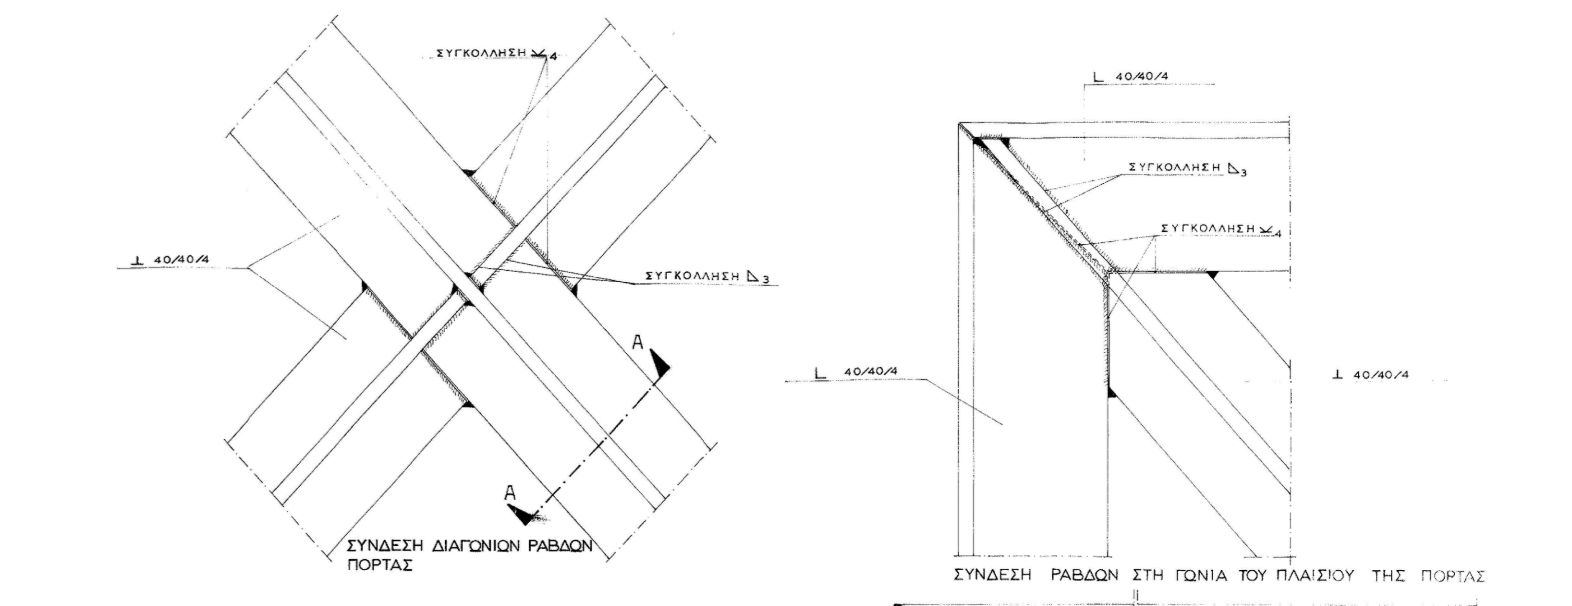 ΣΥΓΚΟΛΛΗΣΗ 4
⊥ 40/40/4
ΣΥΓΚΟΛΛΗΣΗ 3
A
A
ΣΥΝΔΕΣΗ ΔΙΑΓΩΝΙΩΝ ΡΑΒΔΩΝ
ΠΟΡΤΑΣ
L 40/40/4
ΣΥΓΚΟΛΛΗΣΗ 3
ΣΥΓΚΟΛΛΗΣΗ 4
L 40/40/4
⊥ 40/40/4
ΣΥΝΔΕΣΗ ΡΑΒΔΩΝ ΣΤΗ ΓΩΝΙΑ ΤΟΥ ΠΛΑΙΣΙΟΥ ΤΗΣ ΠΟΡΤΑΣ